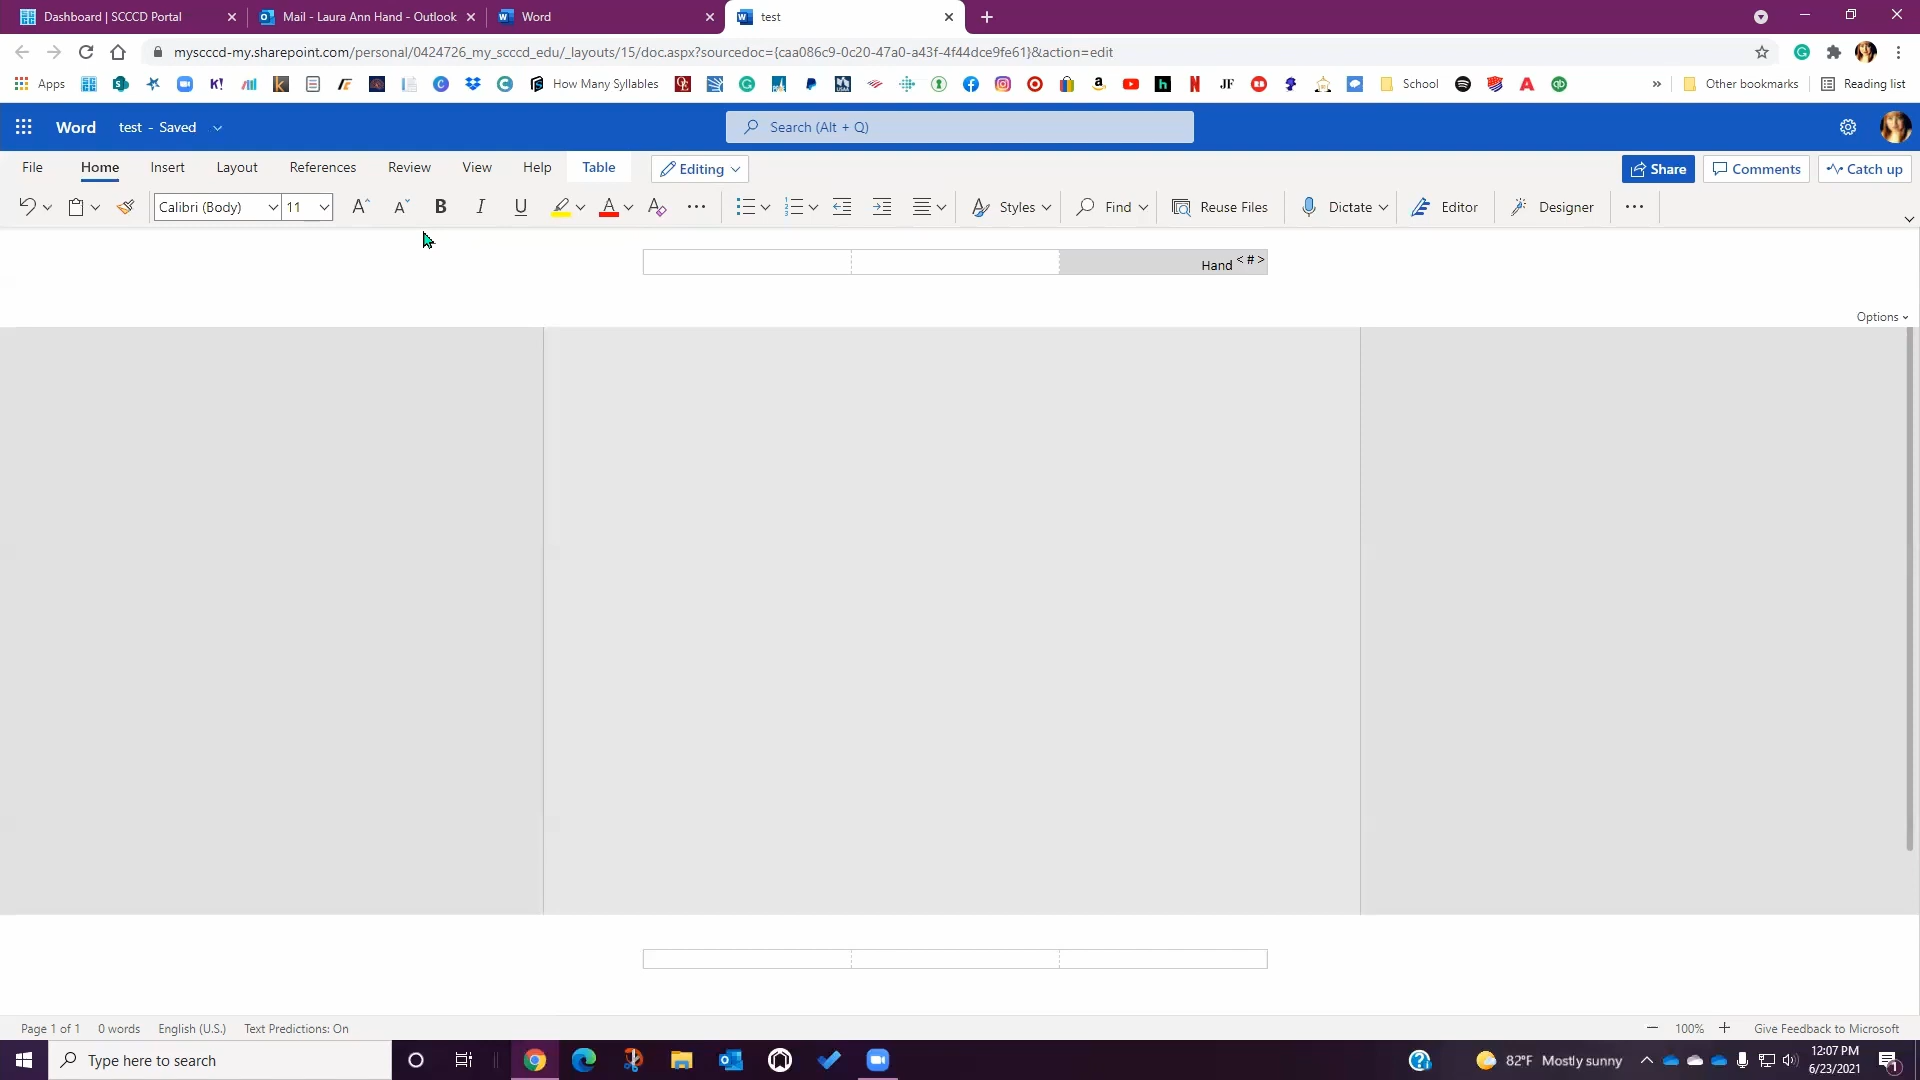 Dashboard | SCCCD Portal
Mail - Laura Ann Hand - Outlook
Word
test
myscccd-my.sharepoint.com/personal/0424726_my_scccd_edu/_layouts/15/doc.aspx?sourcedoc={caa086c9-0c20-47a0-a43f-4f44dce9fe61}&action=edit
Apps
How Many Syllables
School
Other bookmarks
Reading list
Word test - Saved
Search (Alt + Q)
File Home Insert Layout References Review View Help Table Editing
Share Comments Catch up
Calibri (Body) 11 A A B I U A A
Styles Find Reuse Files Dictate Editor Designer
Hand <#>
Options
Page 1 of 1 0 words English (U.S.) Text Predictions: On
100% Give Feedback to Microsoft
Type here to search
82°F Mostly sunny
12:07 PM
6/23/2021
1